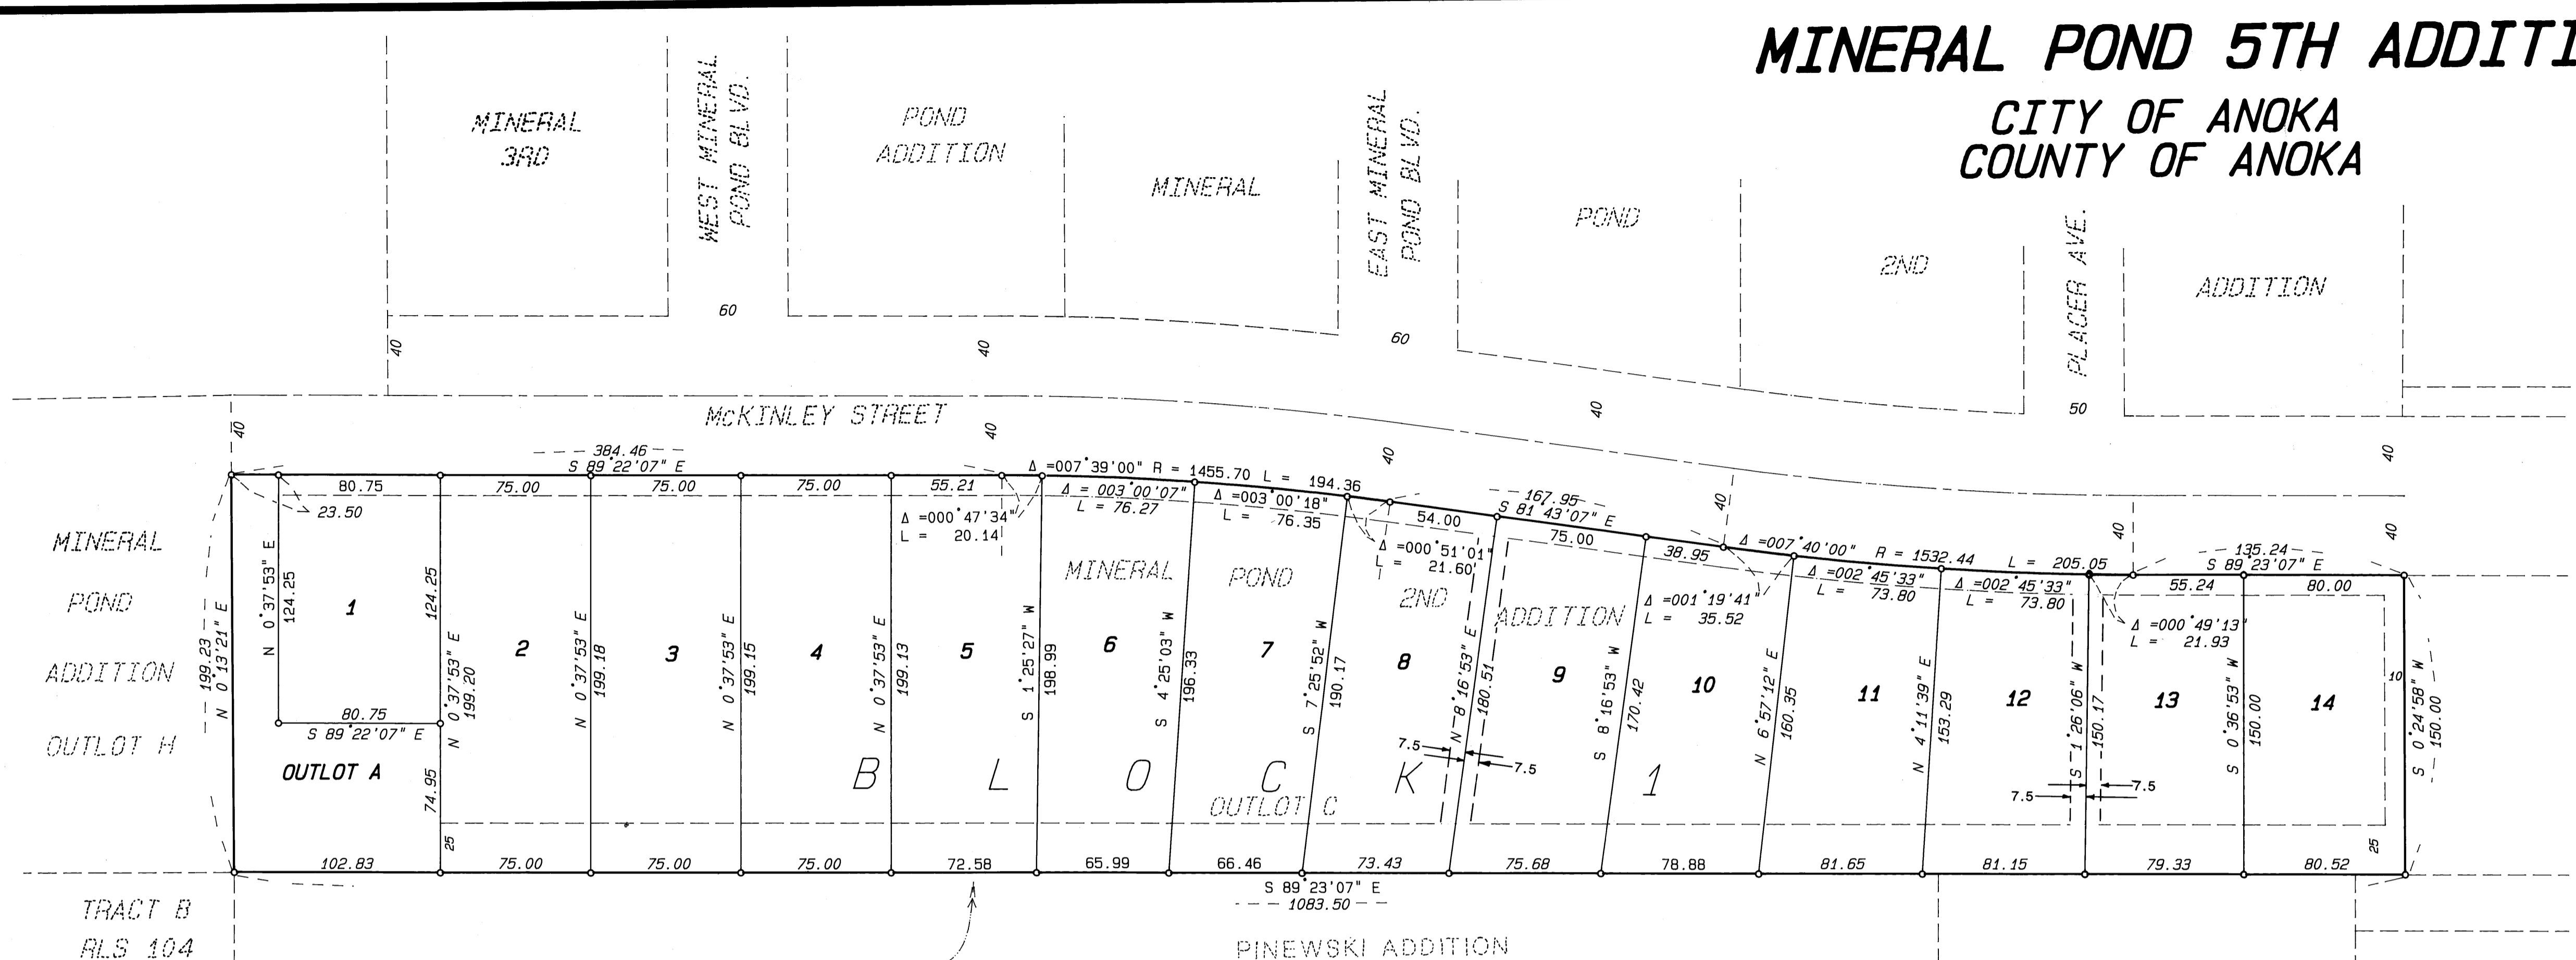 MINERAL POND 5TH ADDITI
CITY OF ANOKA
COUNTY OF ANOKA
MINERAL
3RD
WEST MINERAL
POND BLVD.
POND
ADDITION
MINERAL
EAST MINERAL
POND BLVD.
POND
2ND
PLACER AVE.
ADDITION
60
60
50
40
40
40
McKINLEY STREET
40
40
40
40
40
40
40
384.46
S 89°22'07" E
80.75
75.00
75.00
75.00
55.21
23.50
Δ =007°39'00" R = 1455.70 L = 194.36
Δ =000°47'34"
L = 20.14
Δ = 003°00'07"
L = 76.27
Δ =003°00'18"
L = 76.35
Δ =000°51'01"
L = 21.60
54.00
167.95
S 81°43'07" E
75.00
38.95
Δ =007°40'00" R = 1532.44 L = 205.05
Δ =001°19'41"
L = 35.52
Δ =002°45'33"
L = 73.80
Δ =002°45'33"
L = 73.80
Δ =000°49'13"
L = 21.93
135.24
S 89°23'07" E
55.24
80.00
MINERAL
POND
ADDITION
OUTLOT H
199.23
N 0°13'21" E
N 0°37'53" E
124.25
1
124.25
80.75
S 89°22'07" E
OUTLOT A
74.95
N 0°37'53" E
199.20
25
2
N 0°37'53" E
199.18
3
N 0°37'53" E
199.15
4
N 0°37'53" E
199.13
5
S 1°25'27" W
198.99
MINERAL
POND
2ND
ADDITION
6
S 4°25'03" W
196.33
7
S 7°25'52" W
190.17
8
N 8°16'53" E
180.51
7.5
7.5
9
S 8°16'53" W
170.42
10
N 6°57'12" E
160.35
11
N 4°11'39" E
153.29
12
S 1°26'06" W
150.17
7.5
7.5
13
S 0°36'53" W
150.00
14
10
S 0°24'58" W
150.00
25
BLOCK 1
OUTLOT C
102.83
75.00
75.00
75.00
72.58
65.99
66.46
73.43
75.68
78.88
81.65
81.15
79.33
80.52
S 89°23'07" E
1083.50
TRACT B
RLS 104
PINEWSKI ADDITION